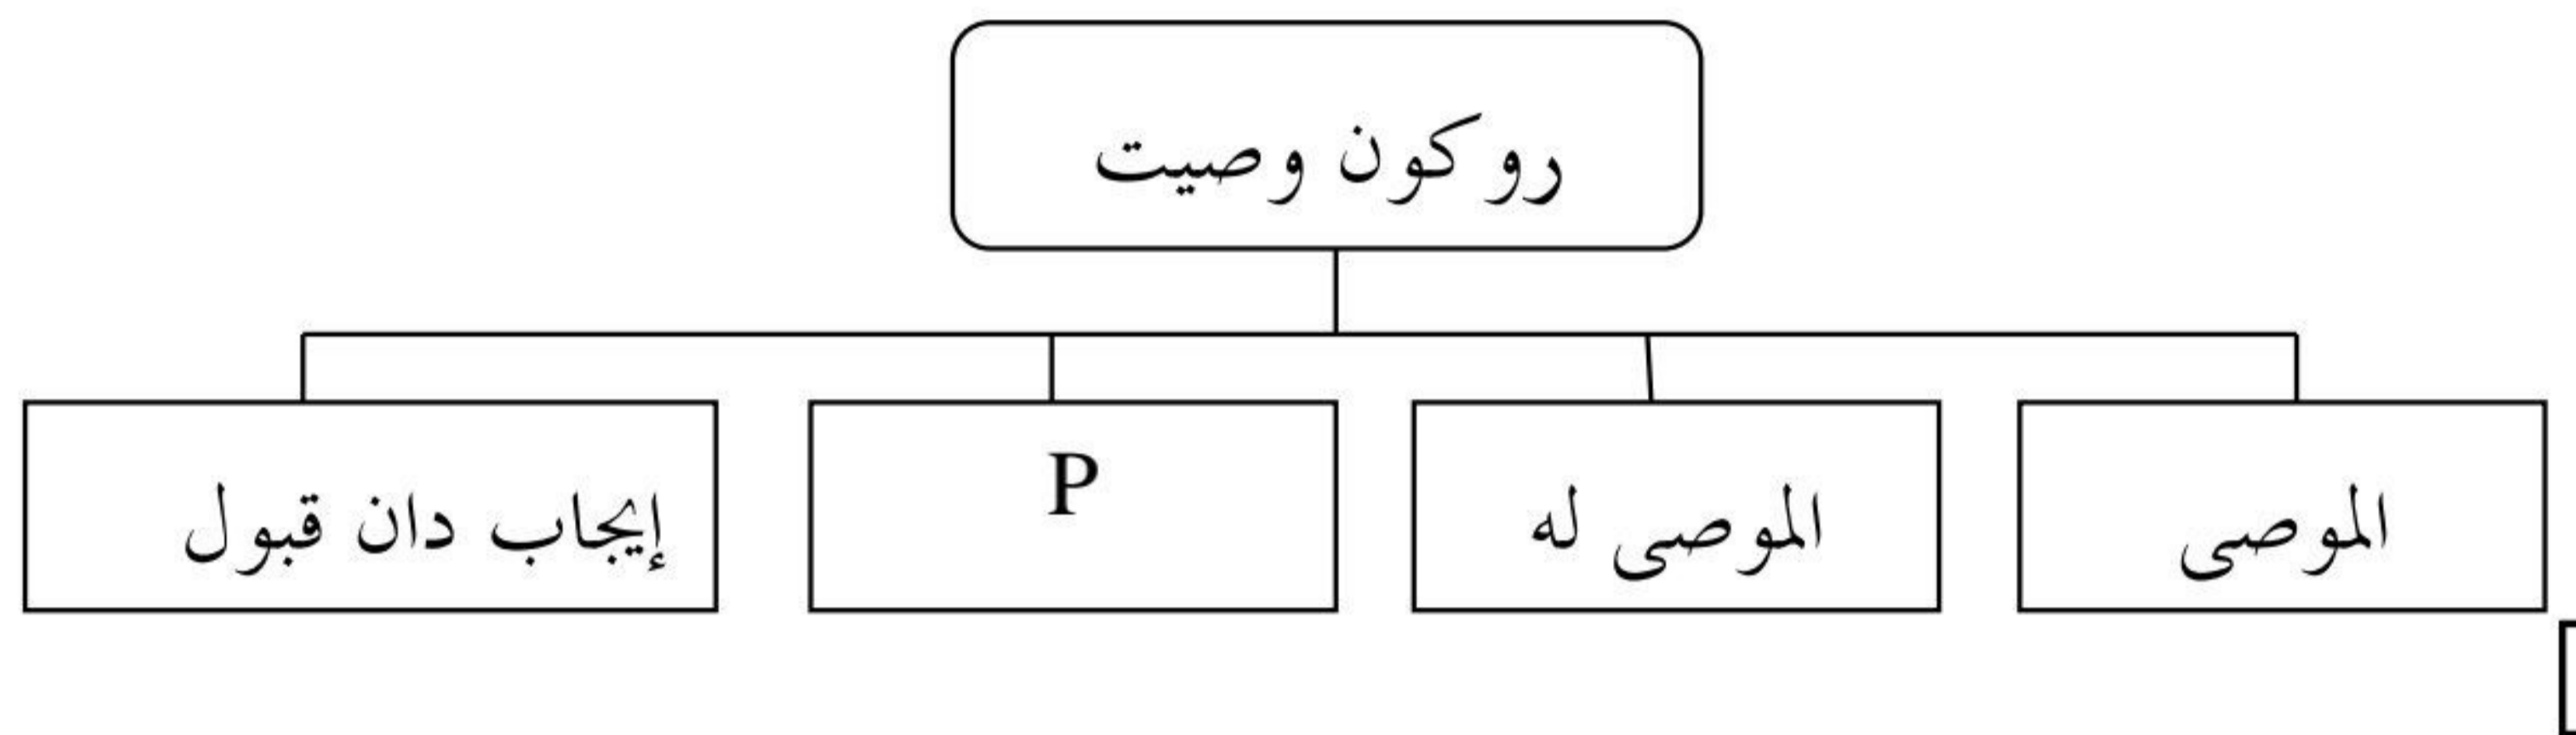 روكون وصيت
الموصى
الموصى له
P
إيجاب دان قبول